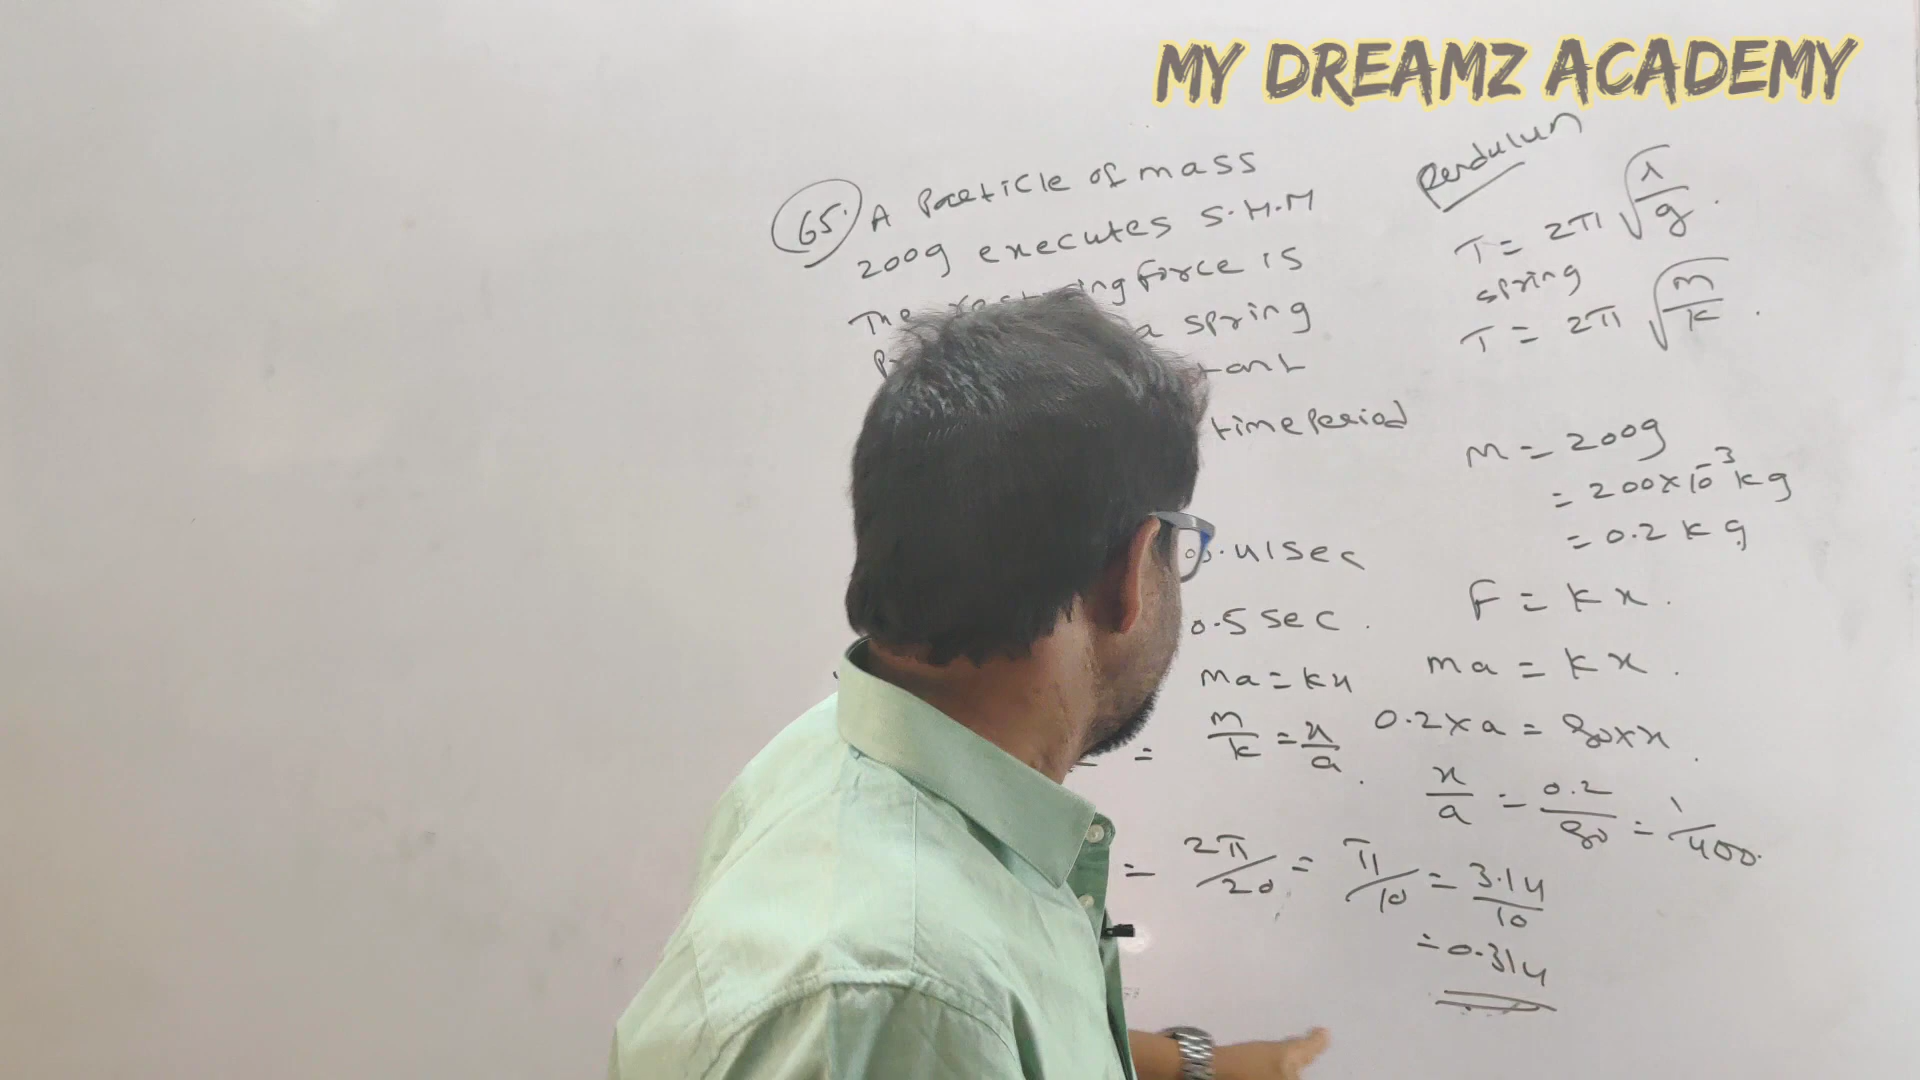 MY DREAMZ ACADEMY
65. A Particle of mass
200g executes S.H.M
The ing force is
a spring
time Period
0.41 sec
0.5 sec.
ma = kx
= m/k = x/a.
= 2π/20 = π/10 = 3.14/10
= 0.314
Pendulum
T = 2π √l/g.
spring
T = 2π √m/k.
m = 200g
= 200×10⁻³ kg
= 0.2 kg
F = kx.
ma = kx.
0.2×a = 80×x.
x/a = 0.2/80 = 1/400.